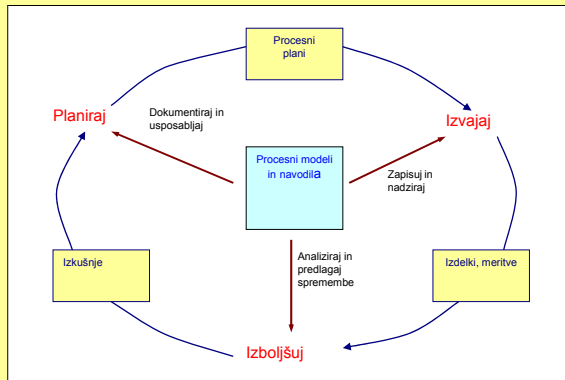 Procesni
plani
Planiraj
Dokumentiraj in
usposabljaj
Izvajaj
Procesni modeli
in navodila
Zapisuj in
nadziraj
Izkušnje
Analiziraj in
predlagaj
spremembe
Izdelki, meritve
Izboljšuj